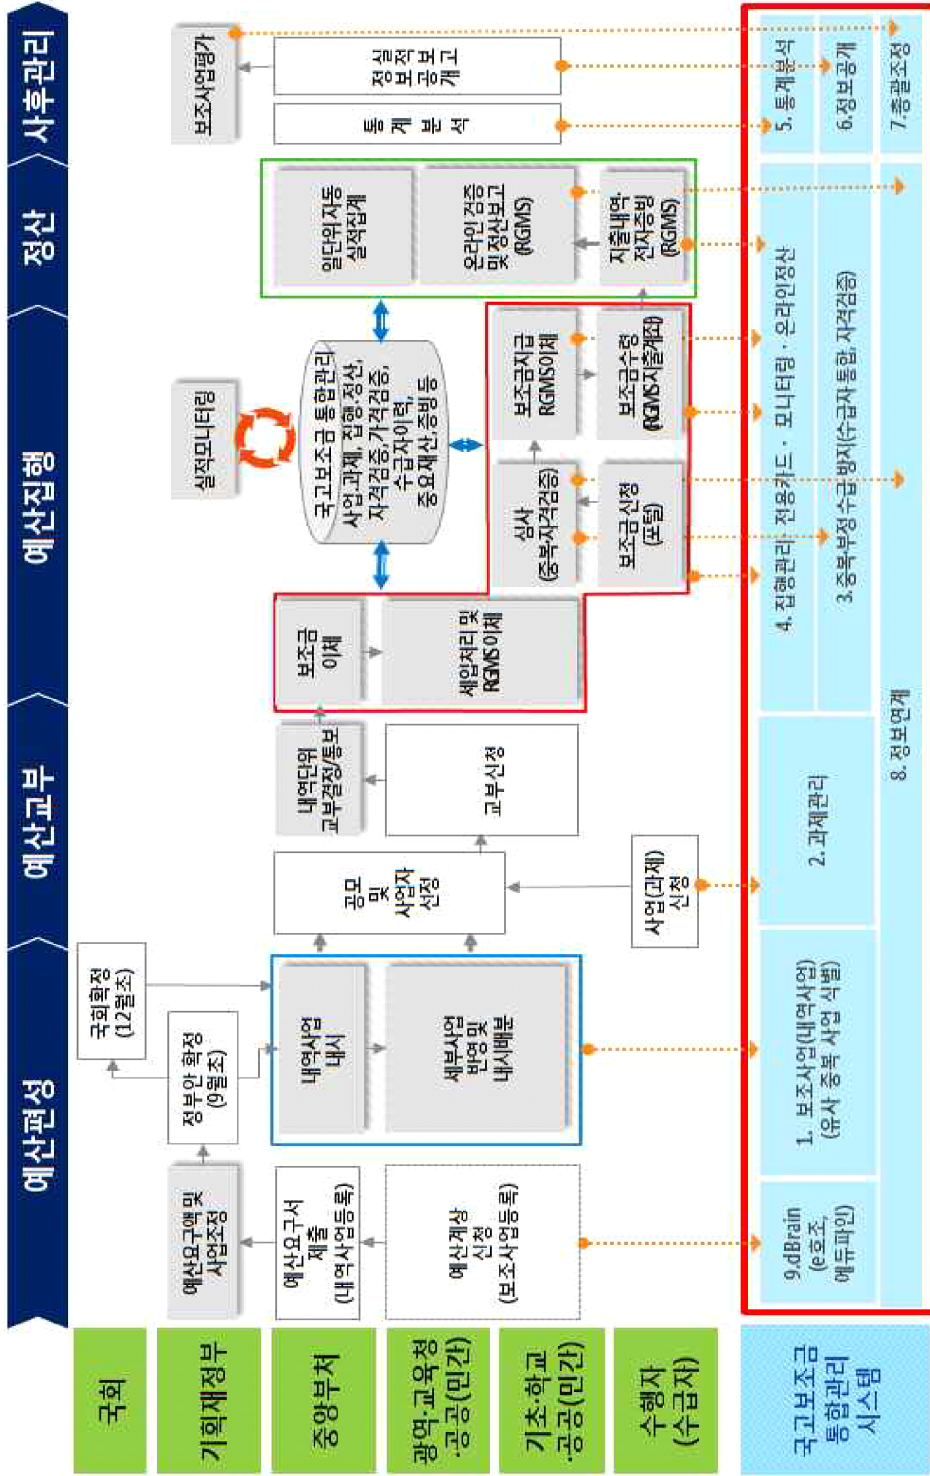 예산편성
예산교부
예산집행
정산
사후관리
국회
국회확정
(12월초)
기획재정부
예산요구액 및
사업조정
정부안 확정
(9월초)
실적모니터링
보조사업평가
중앙부처
예산요구서
제출
(내역사업등록)
내역사업
내시
공모
및
사업자
선정
내역단위
교부결정/통보
보조금
이체
국고보조금 통합관리
사업.과제, 집행·정산,
자격검증,가격검증,
수급자이력,
중요재산,증빙 등
일단위 자동
실적집계
통계 분석
실적보고
정보공개
광역·교육청
·공공(민간)
예산계상
신청
(보조사업등록)
세부사업
반영 및
내시배분
교부신청
세입처리 및
RGMS이체
온라인 검증
및 정산보고
(RGMS)
기초·학교
·공공(민간)
심사
(중복·자격검증)
보조금지급
RGMS이체
수행자
(수급자)
사업(과제)
신청
보조금 신청
(포털)
보조금수령
(RGMS지출계좌)
지출내역·
전자증빙
(RGMS)
국고보조금
통합관리
시스템
9.dBrain
(e호조,
에듀파인)
1. 보조사업(내역사업)
(유사 중복 사업 식별)
2. 과제관리
4. 집행관리· 전용카드 · 모니터링 · 온라인정산
3.중복·부정 수급 방지(수급자 통합, 자격검증)
5. 통계분석
6.정보공개
7.총괄조정
8. 정보연계